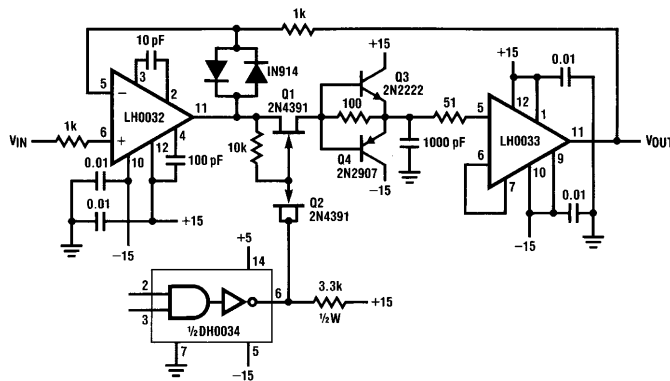 1k
+15
10 pF
3
2
5
−
IN914
Q1
2N4391
Q3
2N2222
+15
0.01
12
1
LH0032
11
VIN
1k
6
+
4
10
12
10k
100
51
5
LH0033
11
VOUT
6
9
10
7
0.01
100 pF
0.01
+15
−15
Q4
2N2907
−15
1000 pF
0.01
−15
Q2
2N4391
+5
14
2
3
6
3.3k
½W
+15
½DH0034
7
5
−15